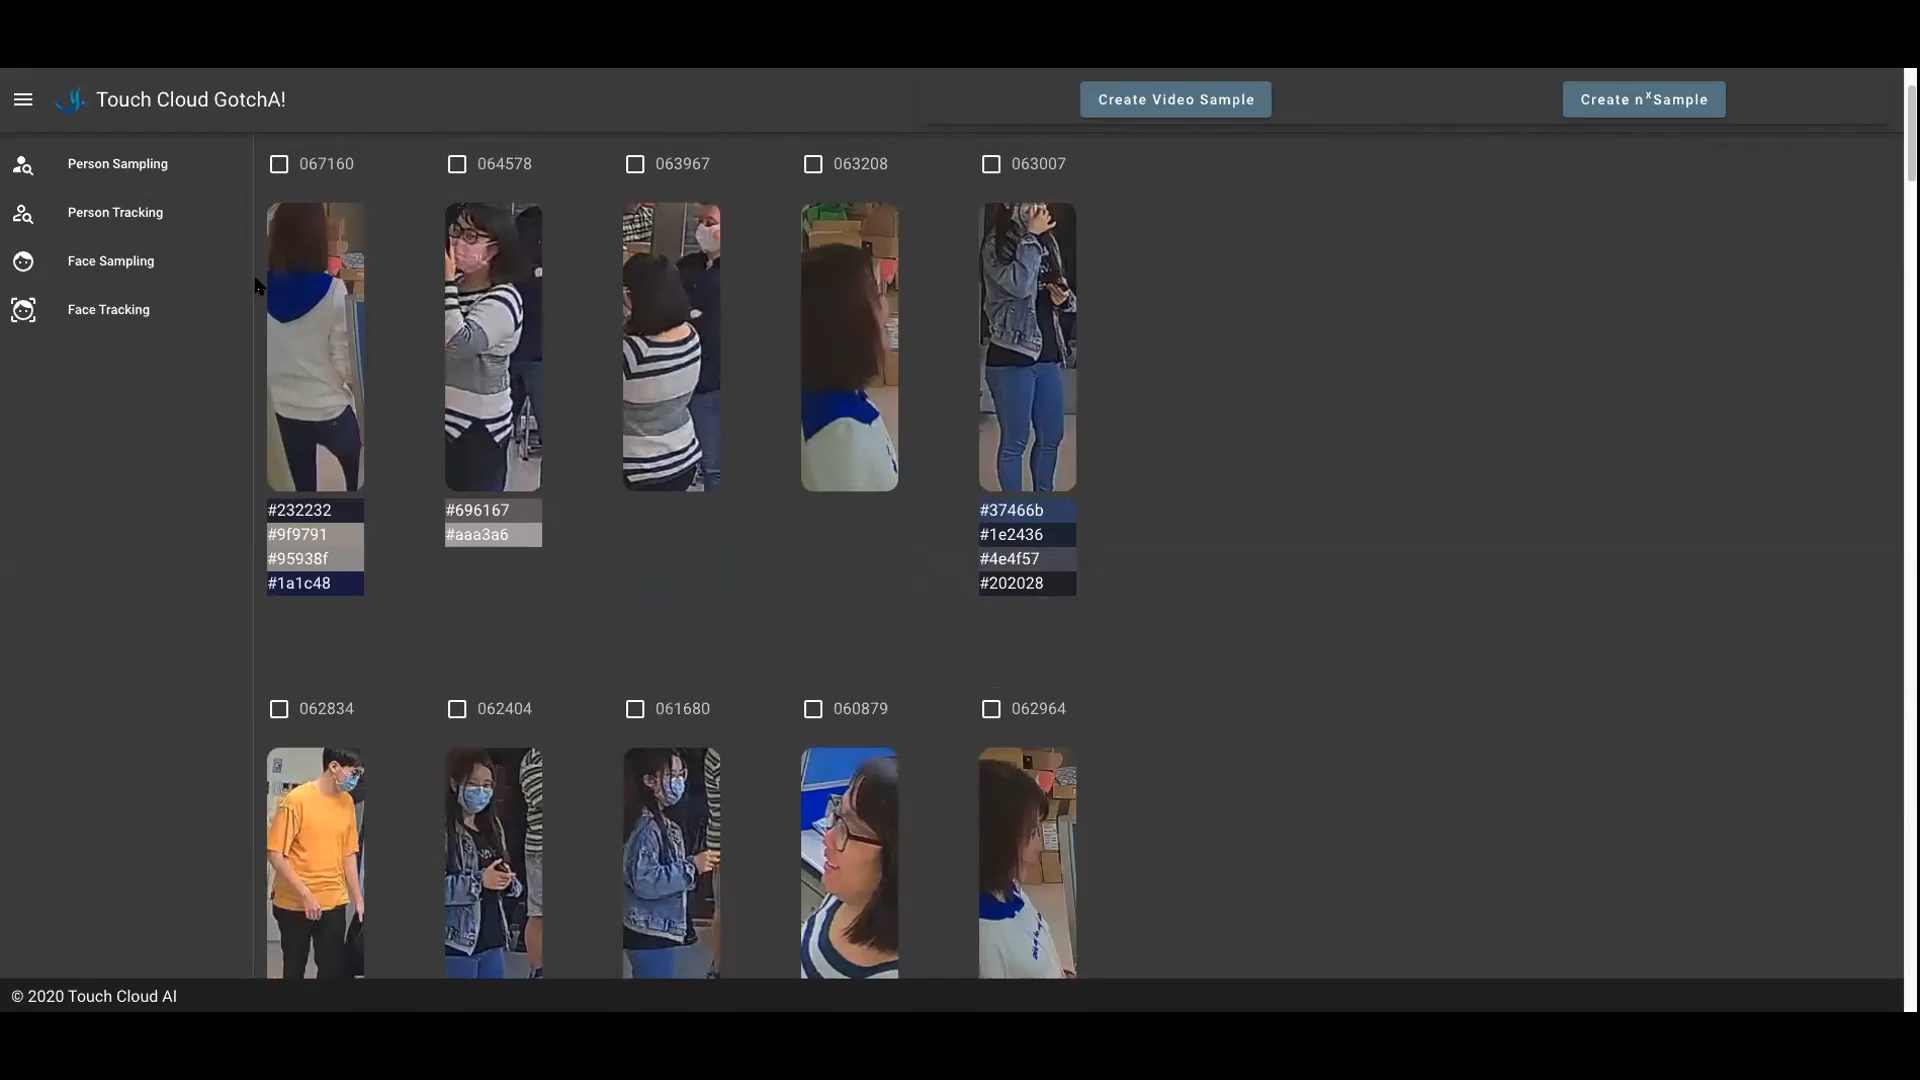 Touch Cloud GotchA!
Create Video Sample
Create nˣSample
Person Sampling
Person Tracking
Face Sampling
Face Tracking
067160
064578
063967
063208
063007
#232232
#9f9791
#95938f
#1a1c48
#696167
#aaa3a6
#37466b
#1e2436
#4e4f57
#202028
062834
062404
061680
060879
062964
© 2020 Touch Cloud AI